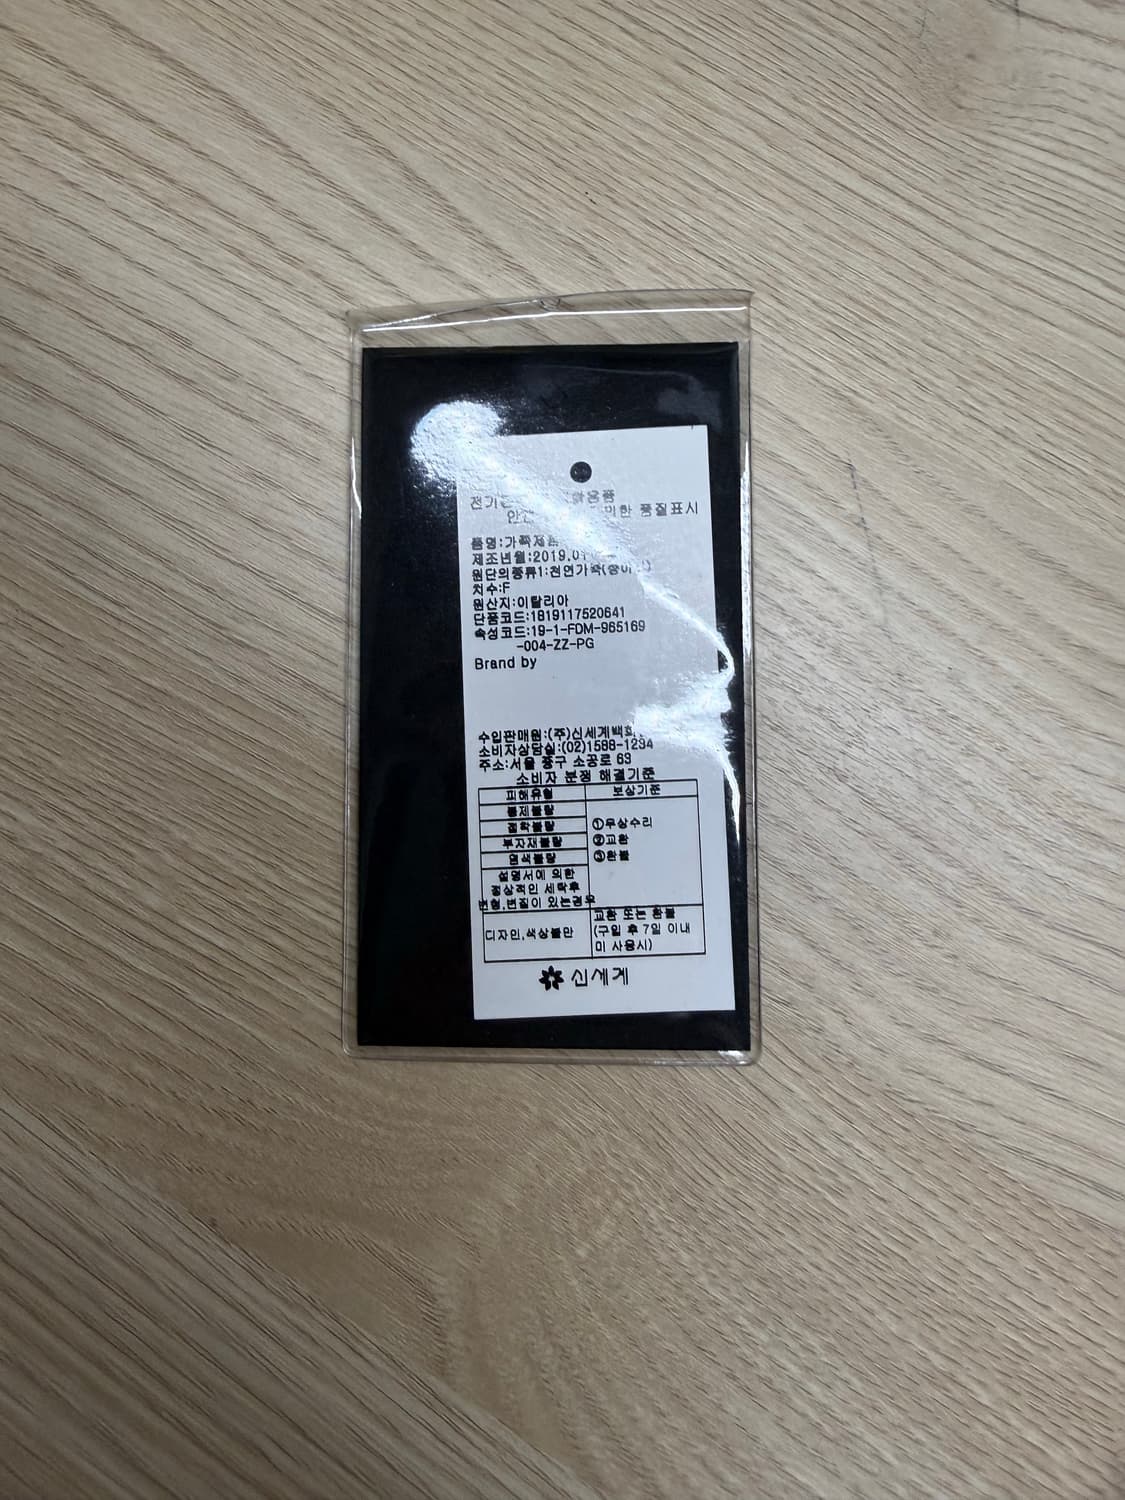 품질표시
품명:가죽제
제조년월:2019.0
원단의종류1:천연가죽(송아
치수:F
원산지:이탈리아
단품코드:1819117520641
속성코드:19-1-FDM-965169
-004-ZZ-PG
Brand by
수입판매원:(주)신세계백
소비자상담실:(02)1588-1234
주소:서울 중구 소공로 63
소비자 분쟁 해결기준
피해유형 보상기준
봉제불량
접착불량
부자재불량
염색불량
설명서에 의한
정상적인 세탁후
변형,변질이 있는경우
①무상수리
②교환
③환불
디자인,색상불만
교환 또는 환불
(구입 후 7일 이내
미 사용시)
신세계